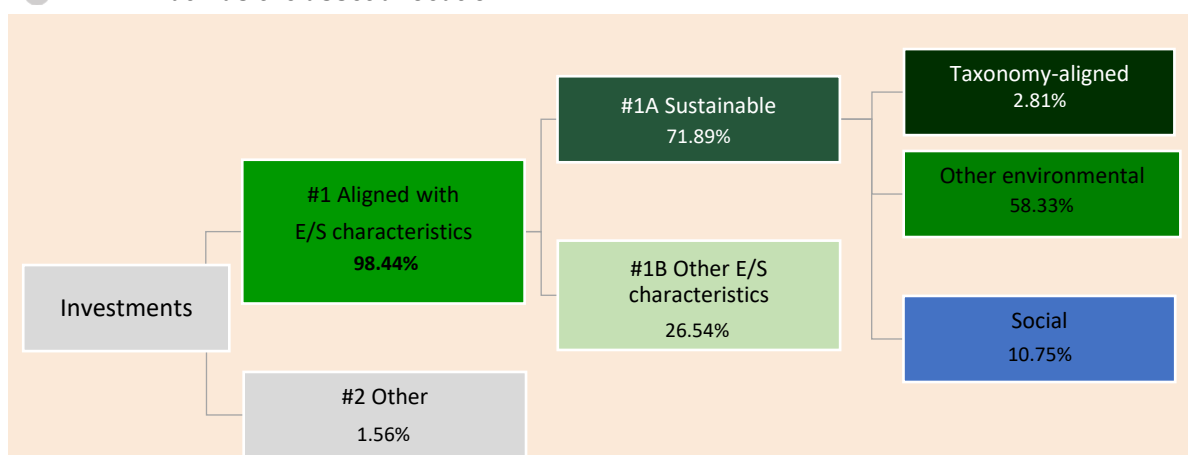 Investments
#1 Aligned with
E/S characteristics
98.44%
#2 Other
1.56%
#1A Sustainable
71.89%
#1B Other E/S
characteristics
26.54%
Taxonomy-aligned
2.81%
Other environmental
58.33%
Social
10.75%